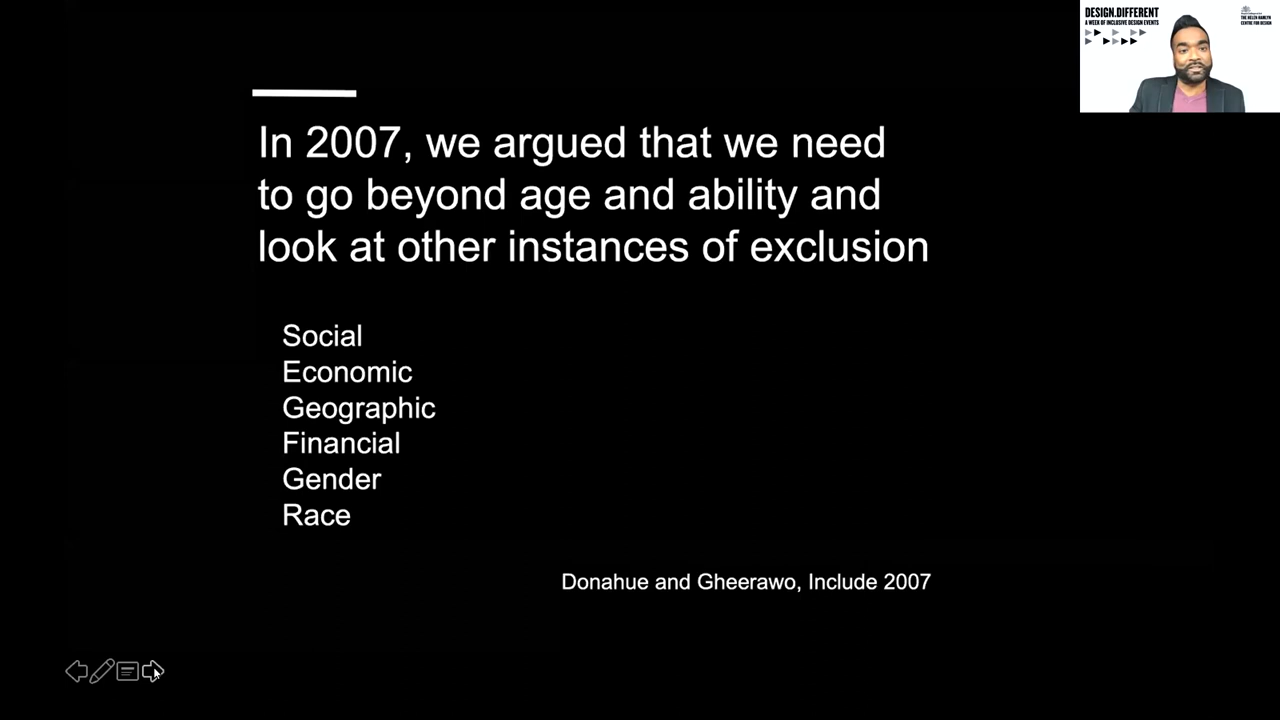 DESIGN.DIFFERENT
A WEEK OF INCLUSIVE DESIGN EVENTS
THE HELEN HAMLYN
CENTRE FOR DESIGN
In 2007, we argued that we need
to go beyond age and ability and
look at other instances of exclusion
Social
Economic
Geographic
Financial
Gender
Race
Donahue and Gheerawo, Include 2007